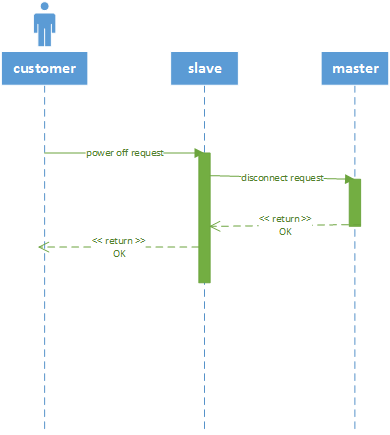 customer
slave
master
power off request
disconnect request
<< return >>
OK
<< return >>
OK